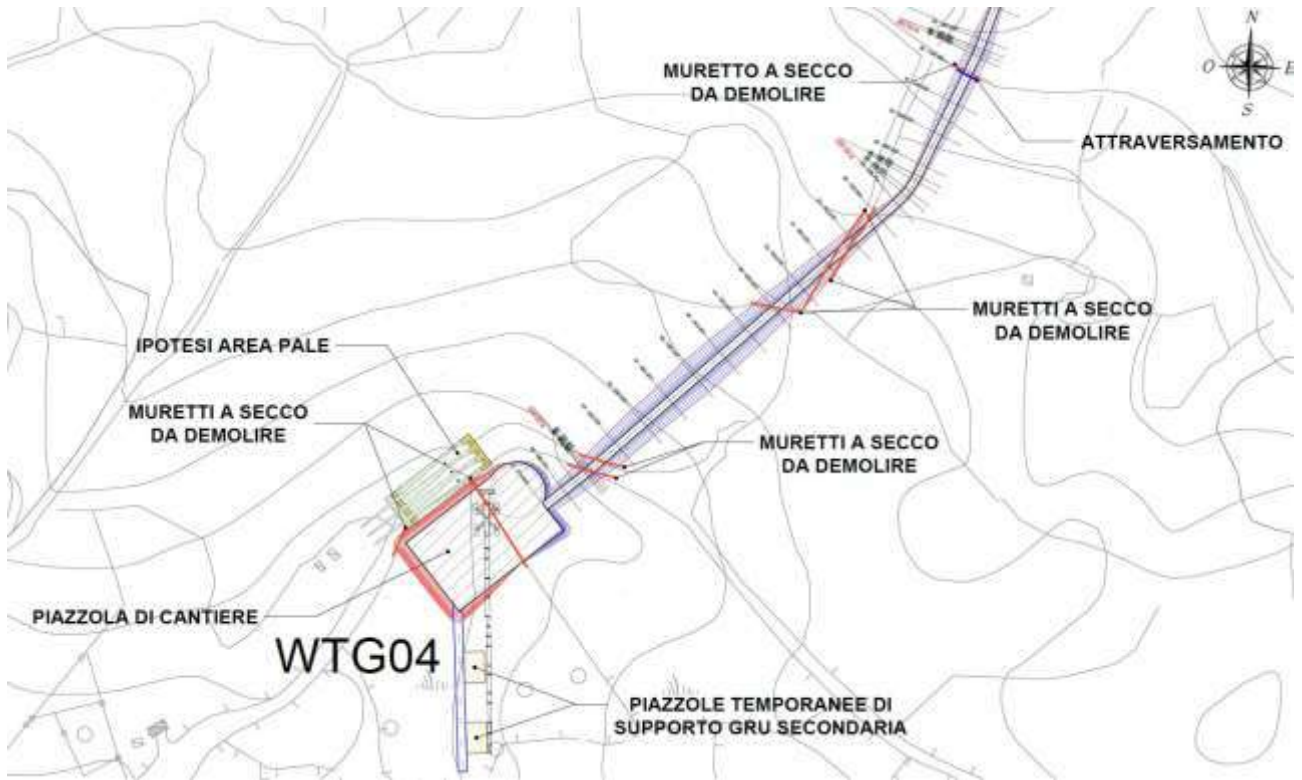 N
O
E
S
MURETTO A SECCO
DA DEMOLIRE
ATTRAVERSAMENTO
MURETTI A SECCO
DA DEMOLIRE
IPOTESI AREA PALE
MURETTI A SECCO
DA DEMOLIRE
MURETTI A SECCO
DA DEMOLIRE
PIAZZOLA DI CANTIERE
WTG04
PIAZZOLE TEMPORANEE DI
SUPPORTO GRU SECONDARIA